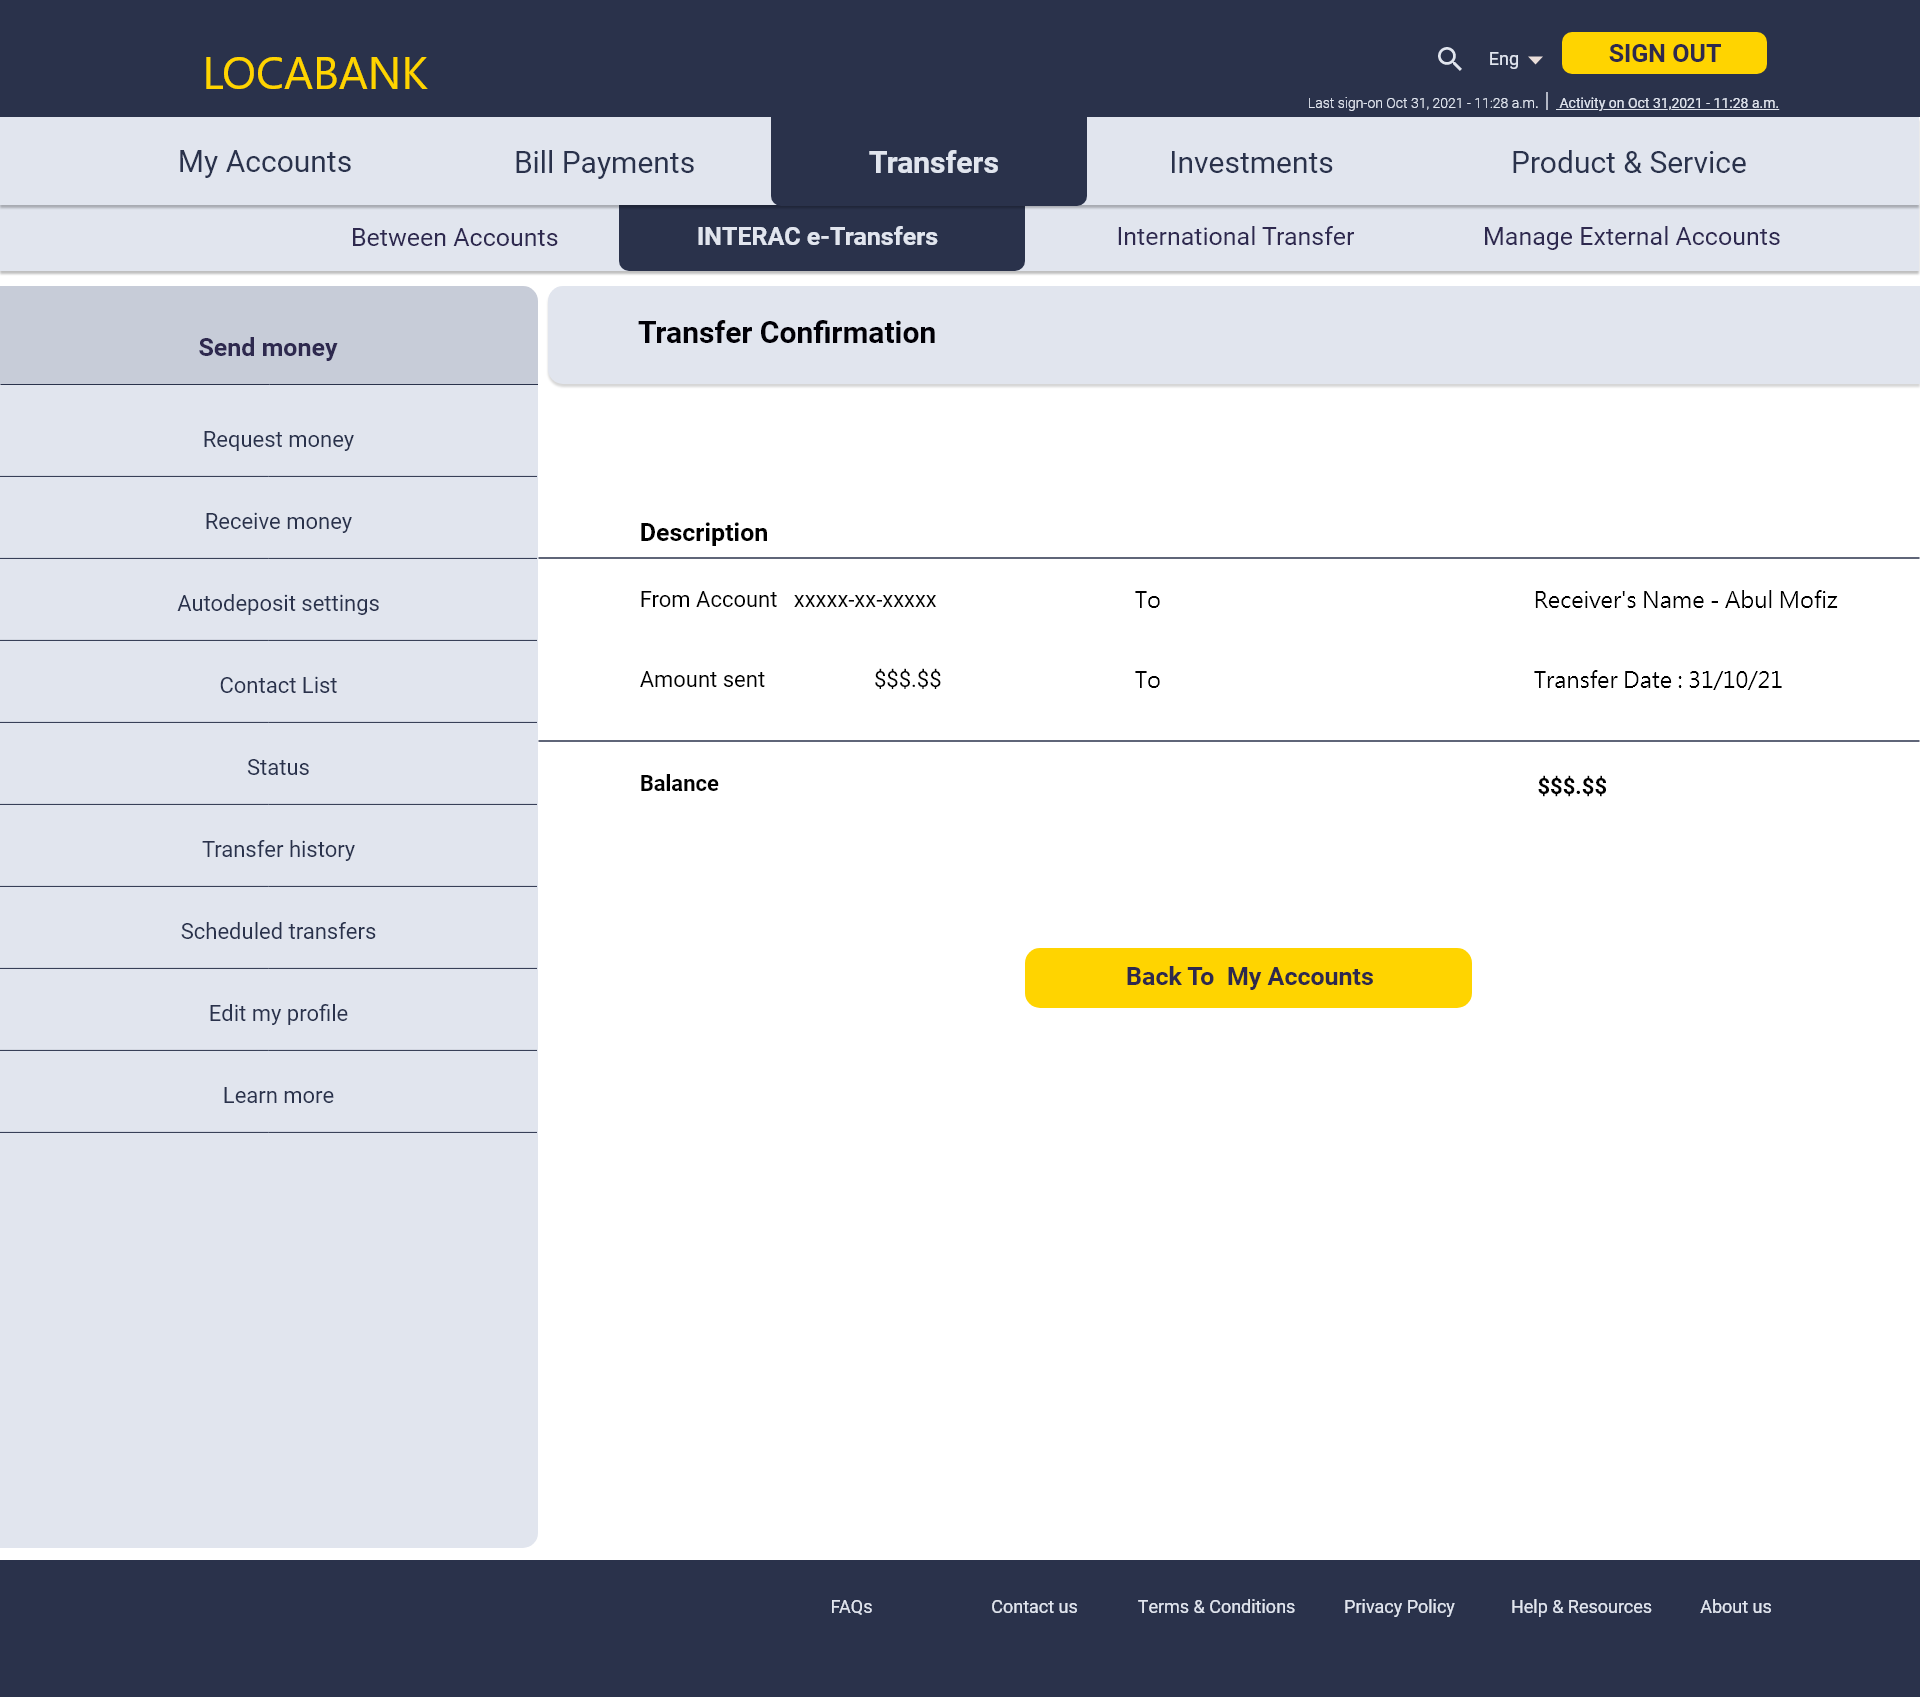 LOCABANK
Eng
SIGN OUT
Last sign-on Oct 31, 2021 - 11:28 a.m. | Activity on Oct 31,2021 - 11:28 a.m.
My Accounts
Bill Payments
Transfers
Investments
Product & Service
Between Accounts
INTERAC e-Transfers
International Transfer
Manage External Accounts
Send money
Request money
Receive money
Autodeposit settings
Contact List
Status
Transfer history
Scheduled transfers
Edit my profile
Learn more
Transfer Confirmation
Description
From Account xxxxx-xx-xxxxx To Receiver's Name - Abul Mofiz
Amount sent $$$.$$ To Transfer Date : 31/10/21
Balance $$$.$$
Back To My Accounts
FAQs
Contact us
Terms & Conditions
Privacy Policy
Help & Resources
About us